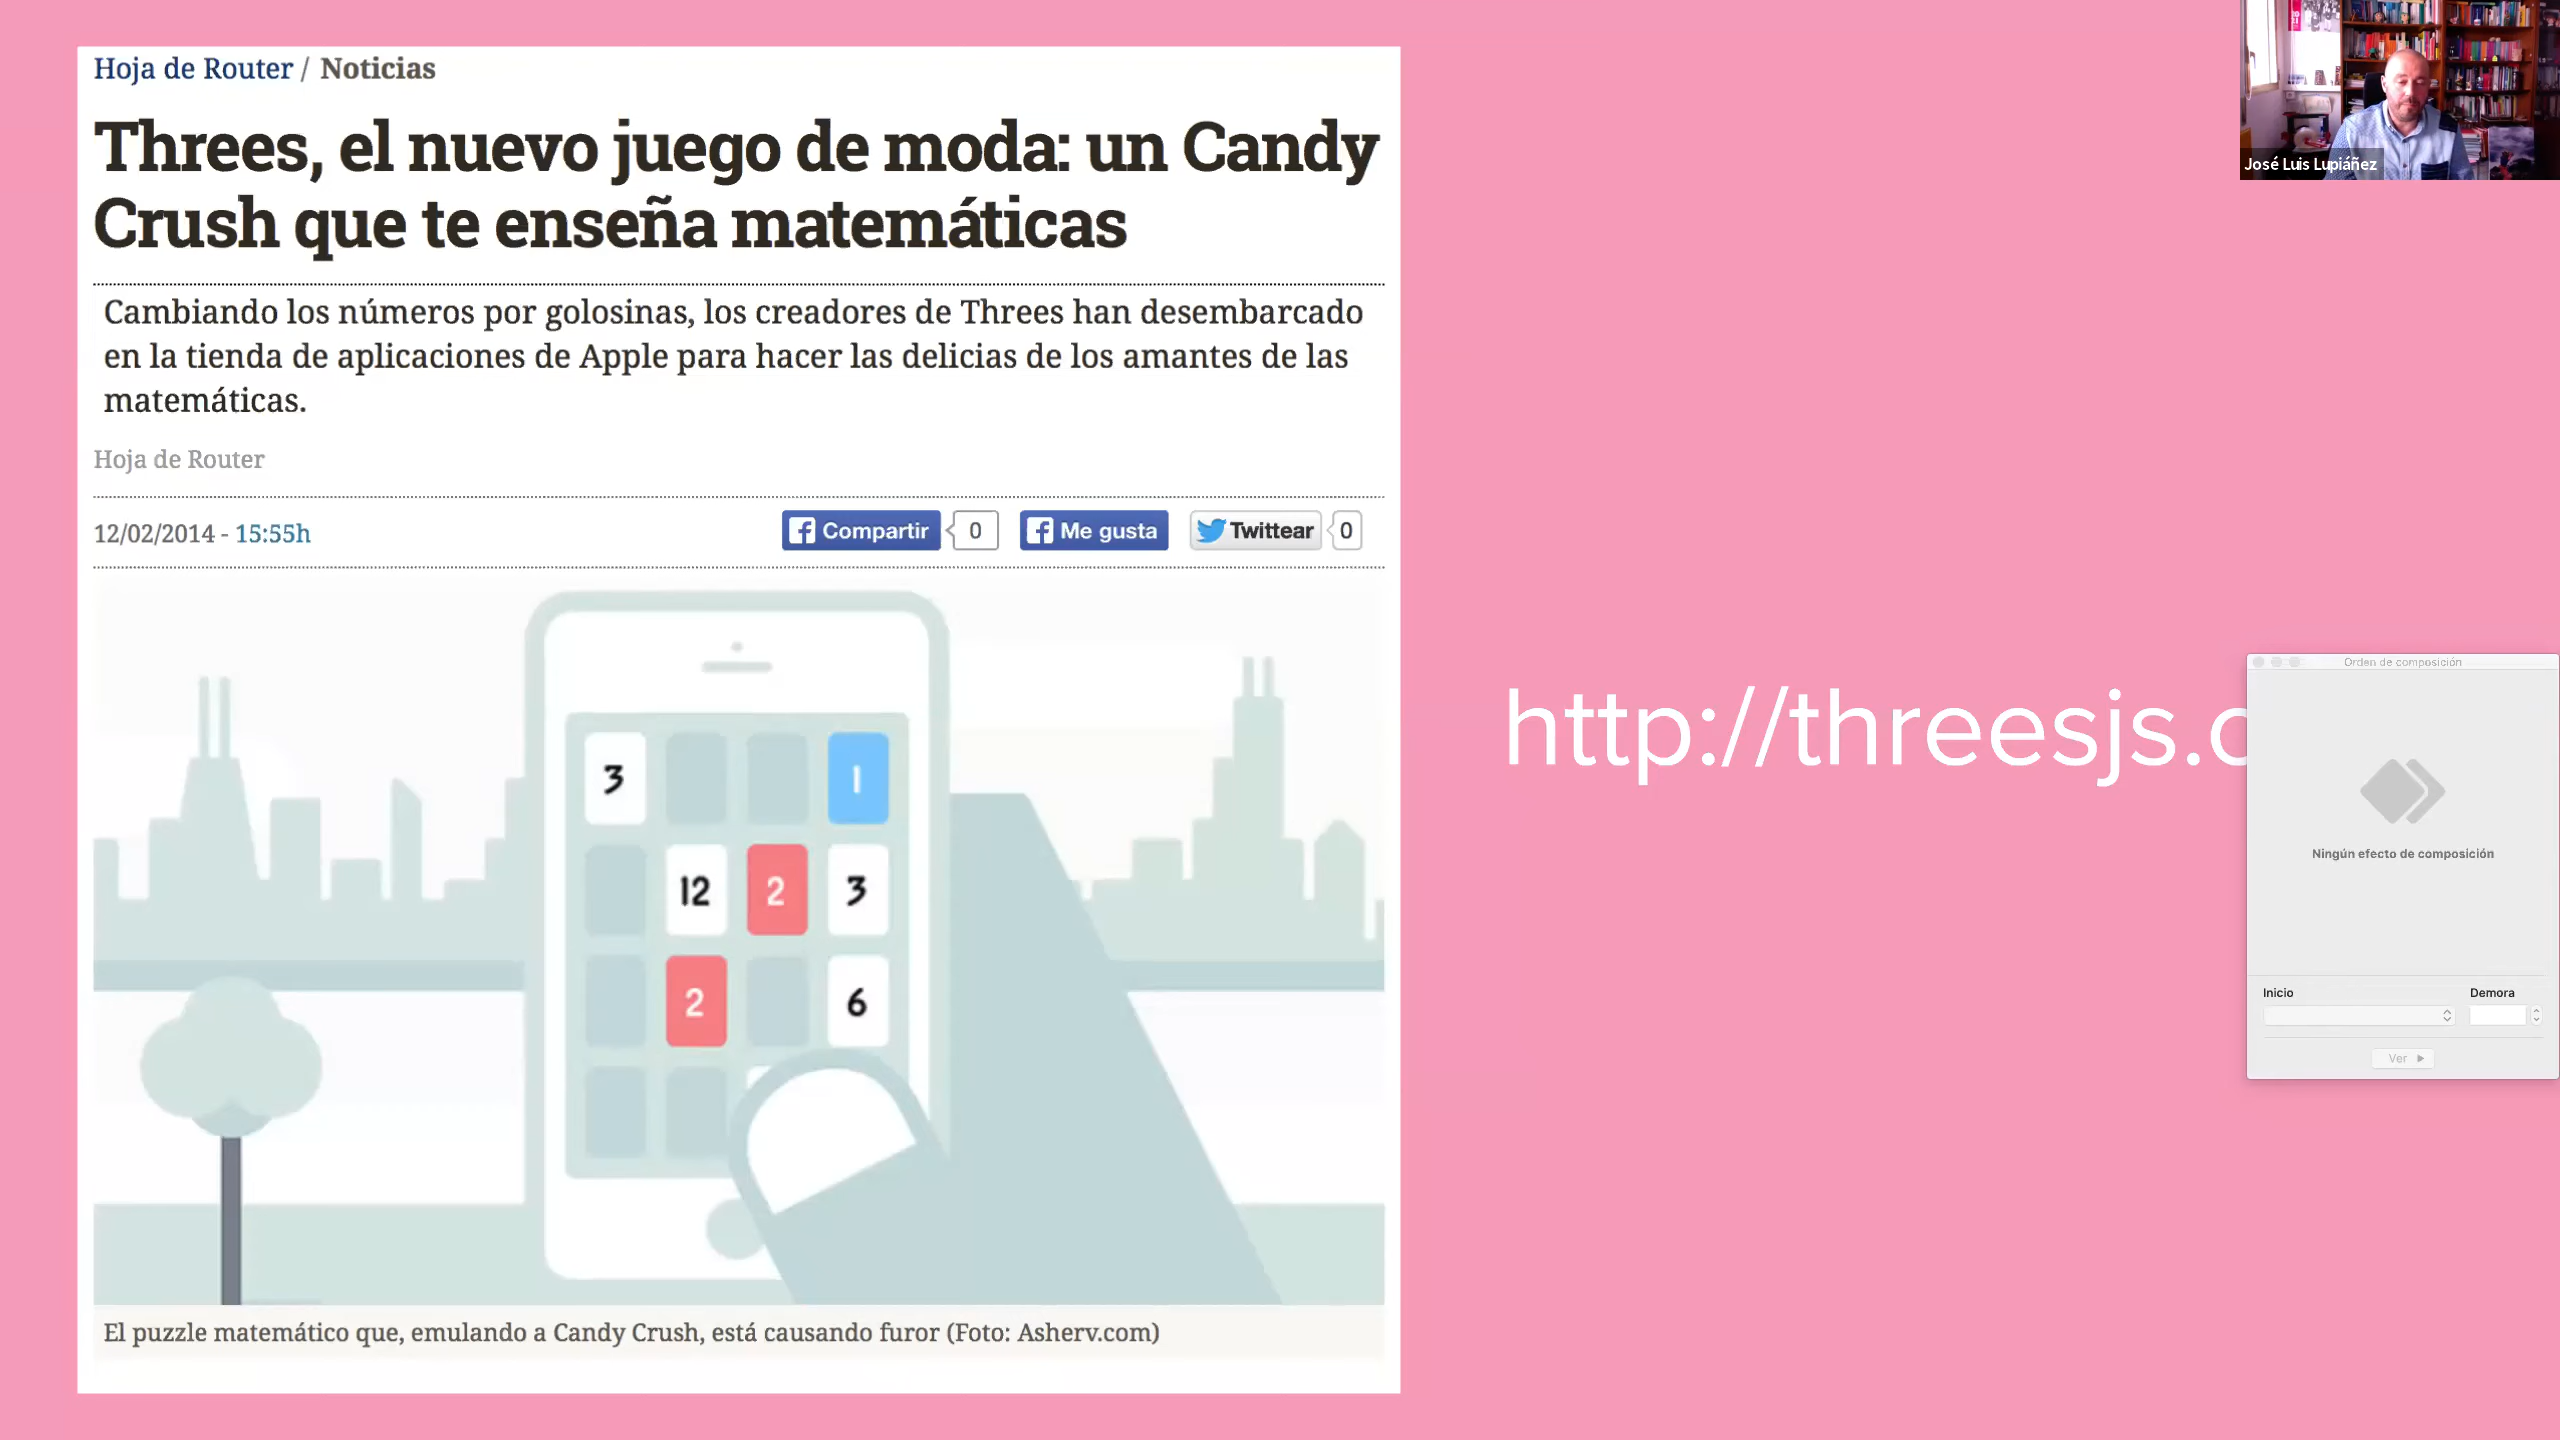 Hoja de Router / Noticias
Threes, el nuevo juego de moda: un Candy
Crush que te enseña matemáticas
Cambiando los números por golosinas, los creadores de Threes han desembarcado
en la tienda de aplicaciones de Apple para hacer las delicias de los amantes de las
matemáticas.
Hoja de Router
12/02/2014 - 15:55h
Compartir 0 Me gusta Twittear 0
3 1
12 2 3
2 6
El puzzle matemático que, emulando a Candy Crush, está causando furor (Foto: Asherv.com)
http://threesjs.c
José Luis Lupiáñez
Orden de composición
Ningún efecto de composición
Inicio Demora
Ver